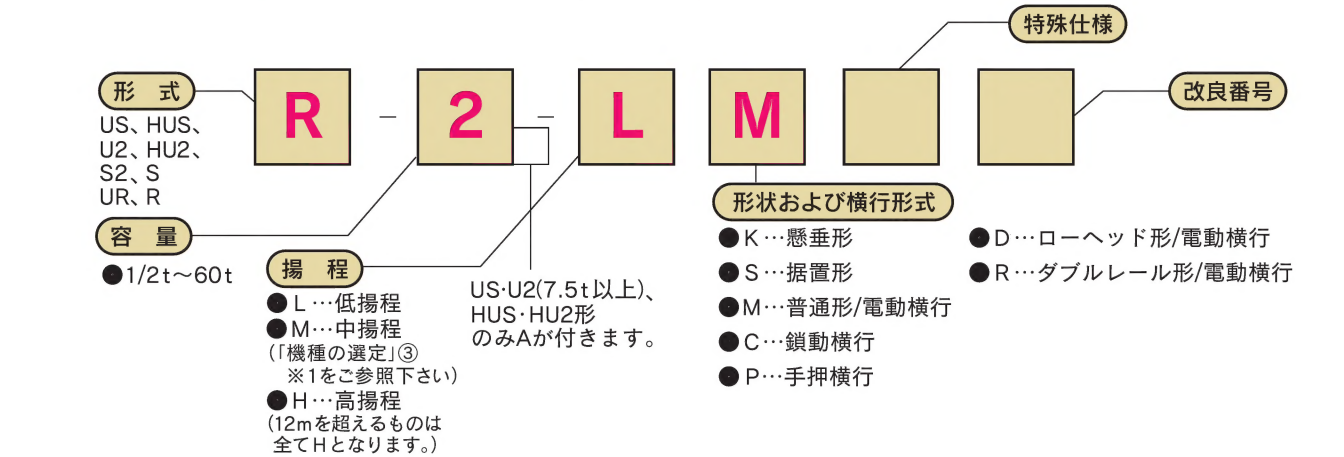 特殊仕様
形 式
R - 2 - L M
改良番号
US、HUS、
U2、HU2、
S2、S
UR、R
容 量
●1/2t～60t
揚 程
●L…低揚程
●M…中揚程
(「機種の選定」③
※1をご参照下さい)
●H…高揚程
(12mを超えるものは
全てHとなります。)
US・U2(7.5t以上)、
HUS・HU2形
のみAが付きます。
形状および横行形式
●K…懸垂形
●S…据置形
●M…普通形/電動横行
●C…鎖動横行
●P…手押横行
●D…ローヘッド形/電動横行
●R…ダブルレール形/電動横行